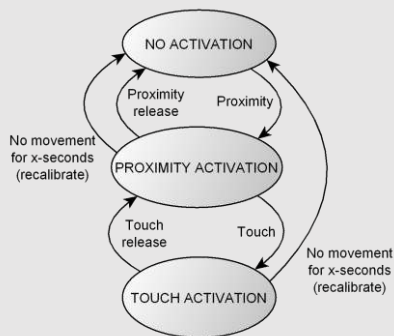 NO ACTIVATION
Proximity
release
Proximity
No movement
for x-seconds
(recalibrate)
PROXIMITY ACTIVATION
Touch
release
Touch
No movement
for x-seconds
(recalibrate)
TOUCH ACTIVATION